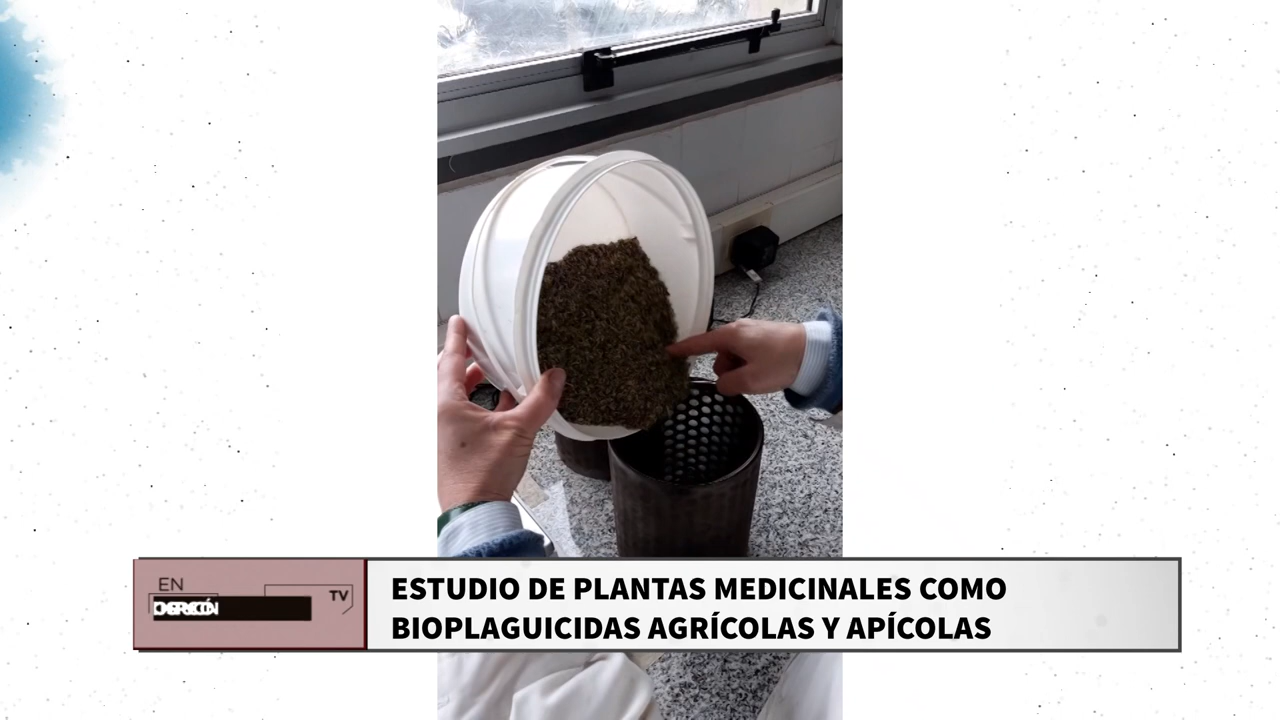 EN
TV
ESTUDIO DE PLANTAS MEDICINALES COMO
BIOPLAGUICIDAS AGRÍCOLAS Y APÍCOLAS